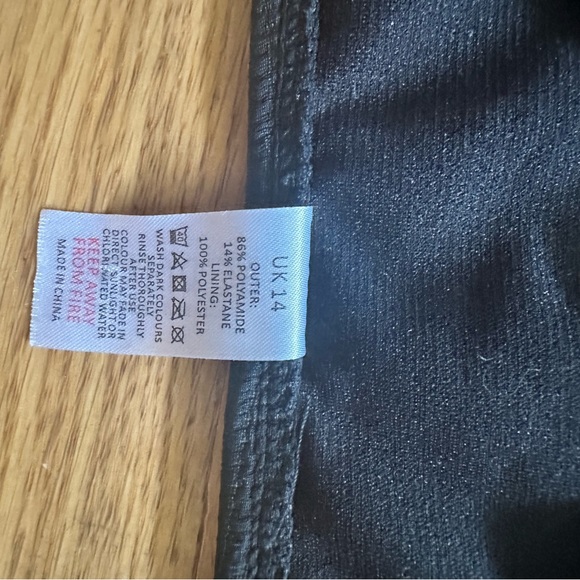 UK 14
OUTER:
86% POLYAMIDE
14% ELASTANE
LINING:
100% POLYESTER
WASH DARK COLOURS
SEPARATELY
RINSE THOROUGHLY
AFTER USE
COLOUR MAY FADE IN
DIRECT SUNLIGHT OR
CHLORINATED WATER
KEEP AWAY
FROM FIRE
MADE IN CHINA